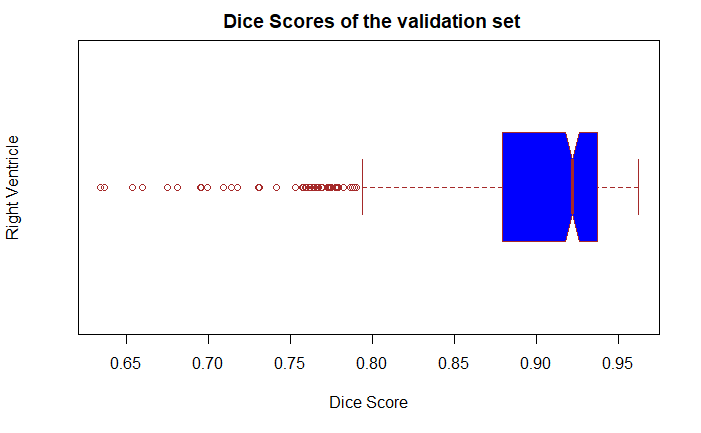 Dice Scores of the validation set
Right Ventricle
0.65 0.70 0.75 0.80 0.85 0.90 0.95
Dice Score